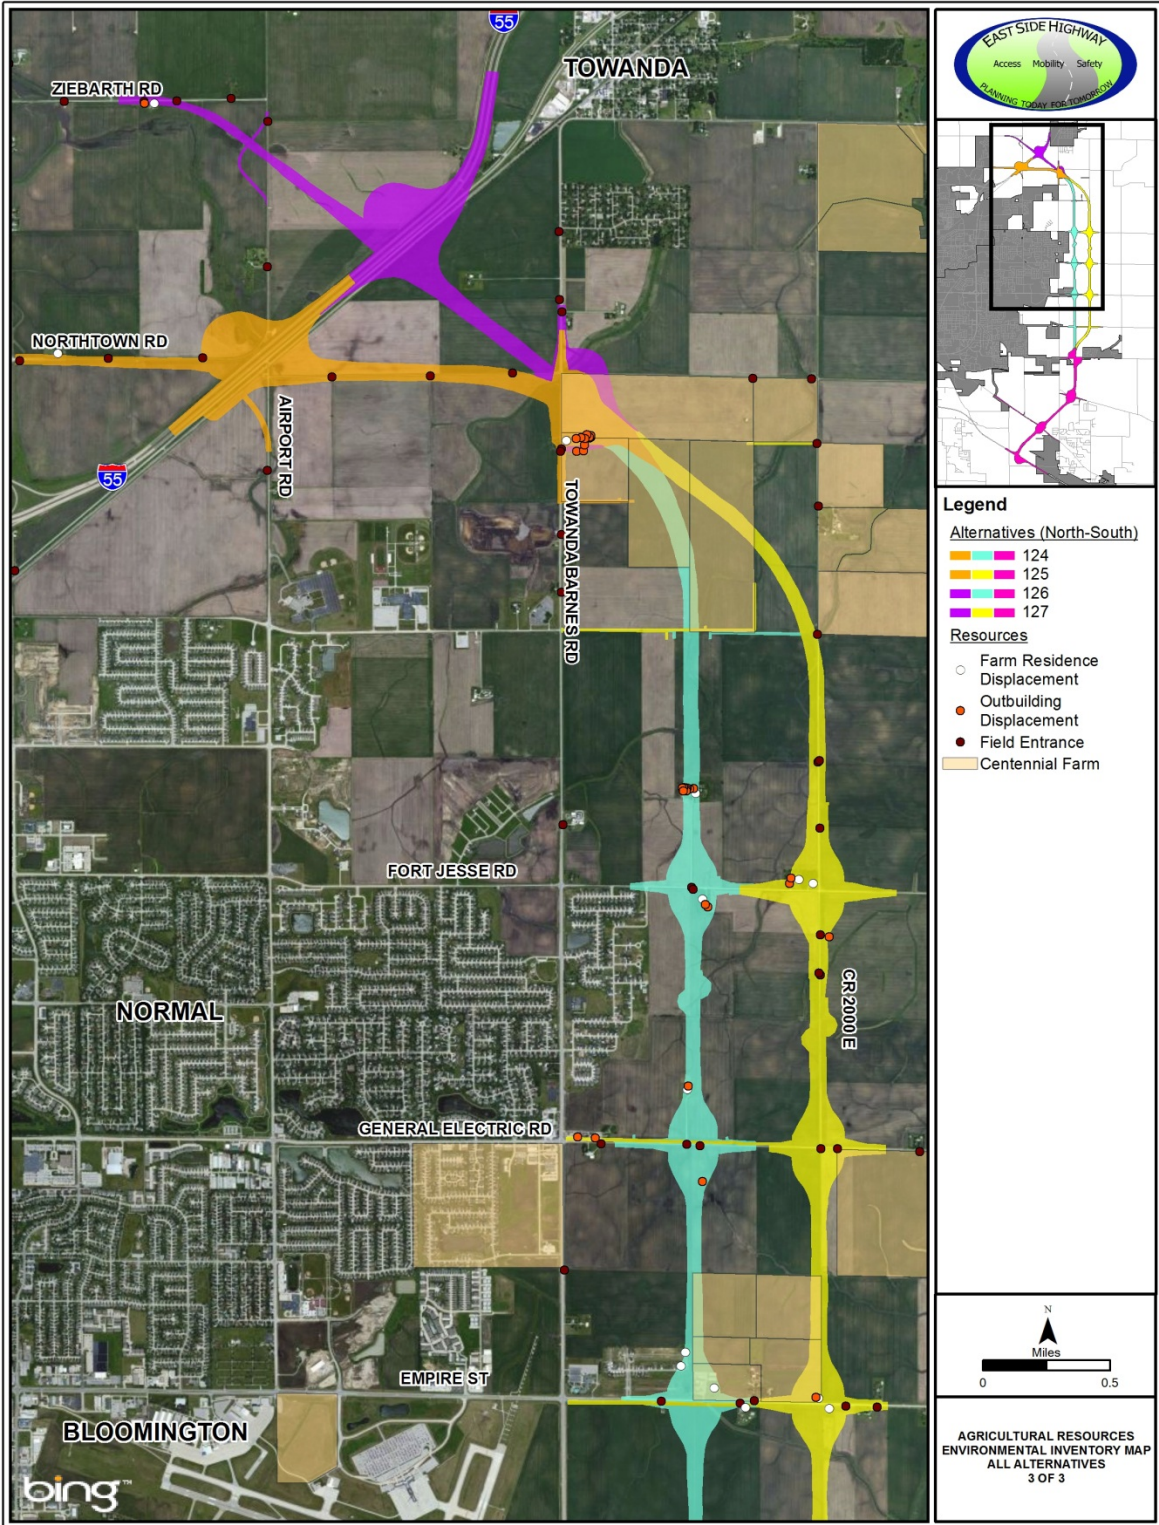 55
TOWANDA
ZIEBARTH RD
NORTHTOWN RD
AIRPORT RD
55
TOWANDA BARNES RD
FORT JESSE RD
NORMAL
CR 2000 E
GENERAL ELECTRIC RD
EMPIRE ST
BLOOMINGTON
bing™
EAST SIDE HIGHWAY
Access Mobility Safety
PLANNING TODAY FOR TOMORROW
Legend
Alternatives (North-South)
124
125
126
127
Resources
Farm Residence
Displacement
Outbuilding
Displacement
Field Entrance
Centennial Farm
N
Miles
0 0.5
AGRICULTURAL RESOURCES
ENVIRONMENTAL INVENTORY MAP
ALL ALTERNATIVES
3 OF 3